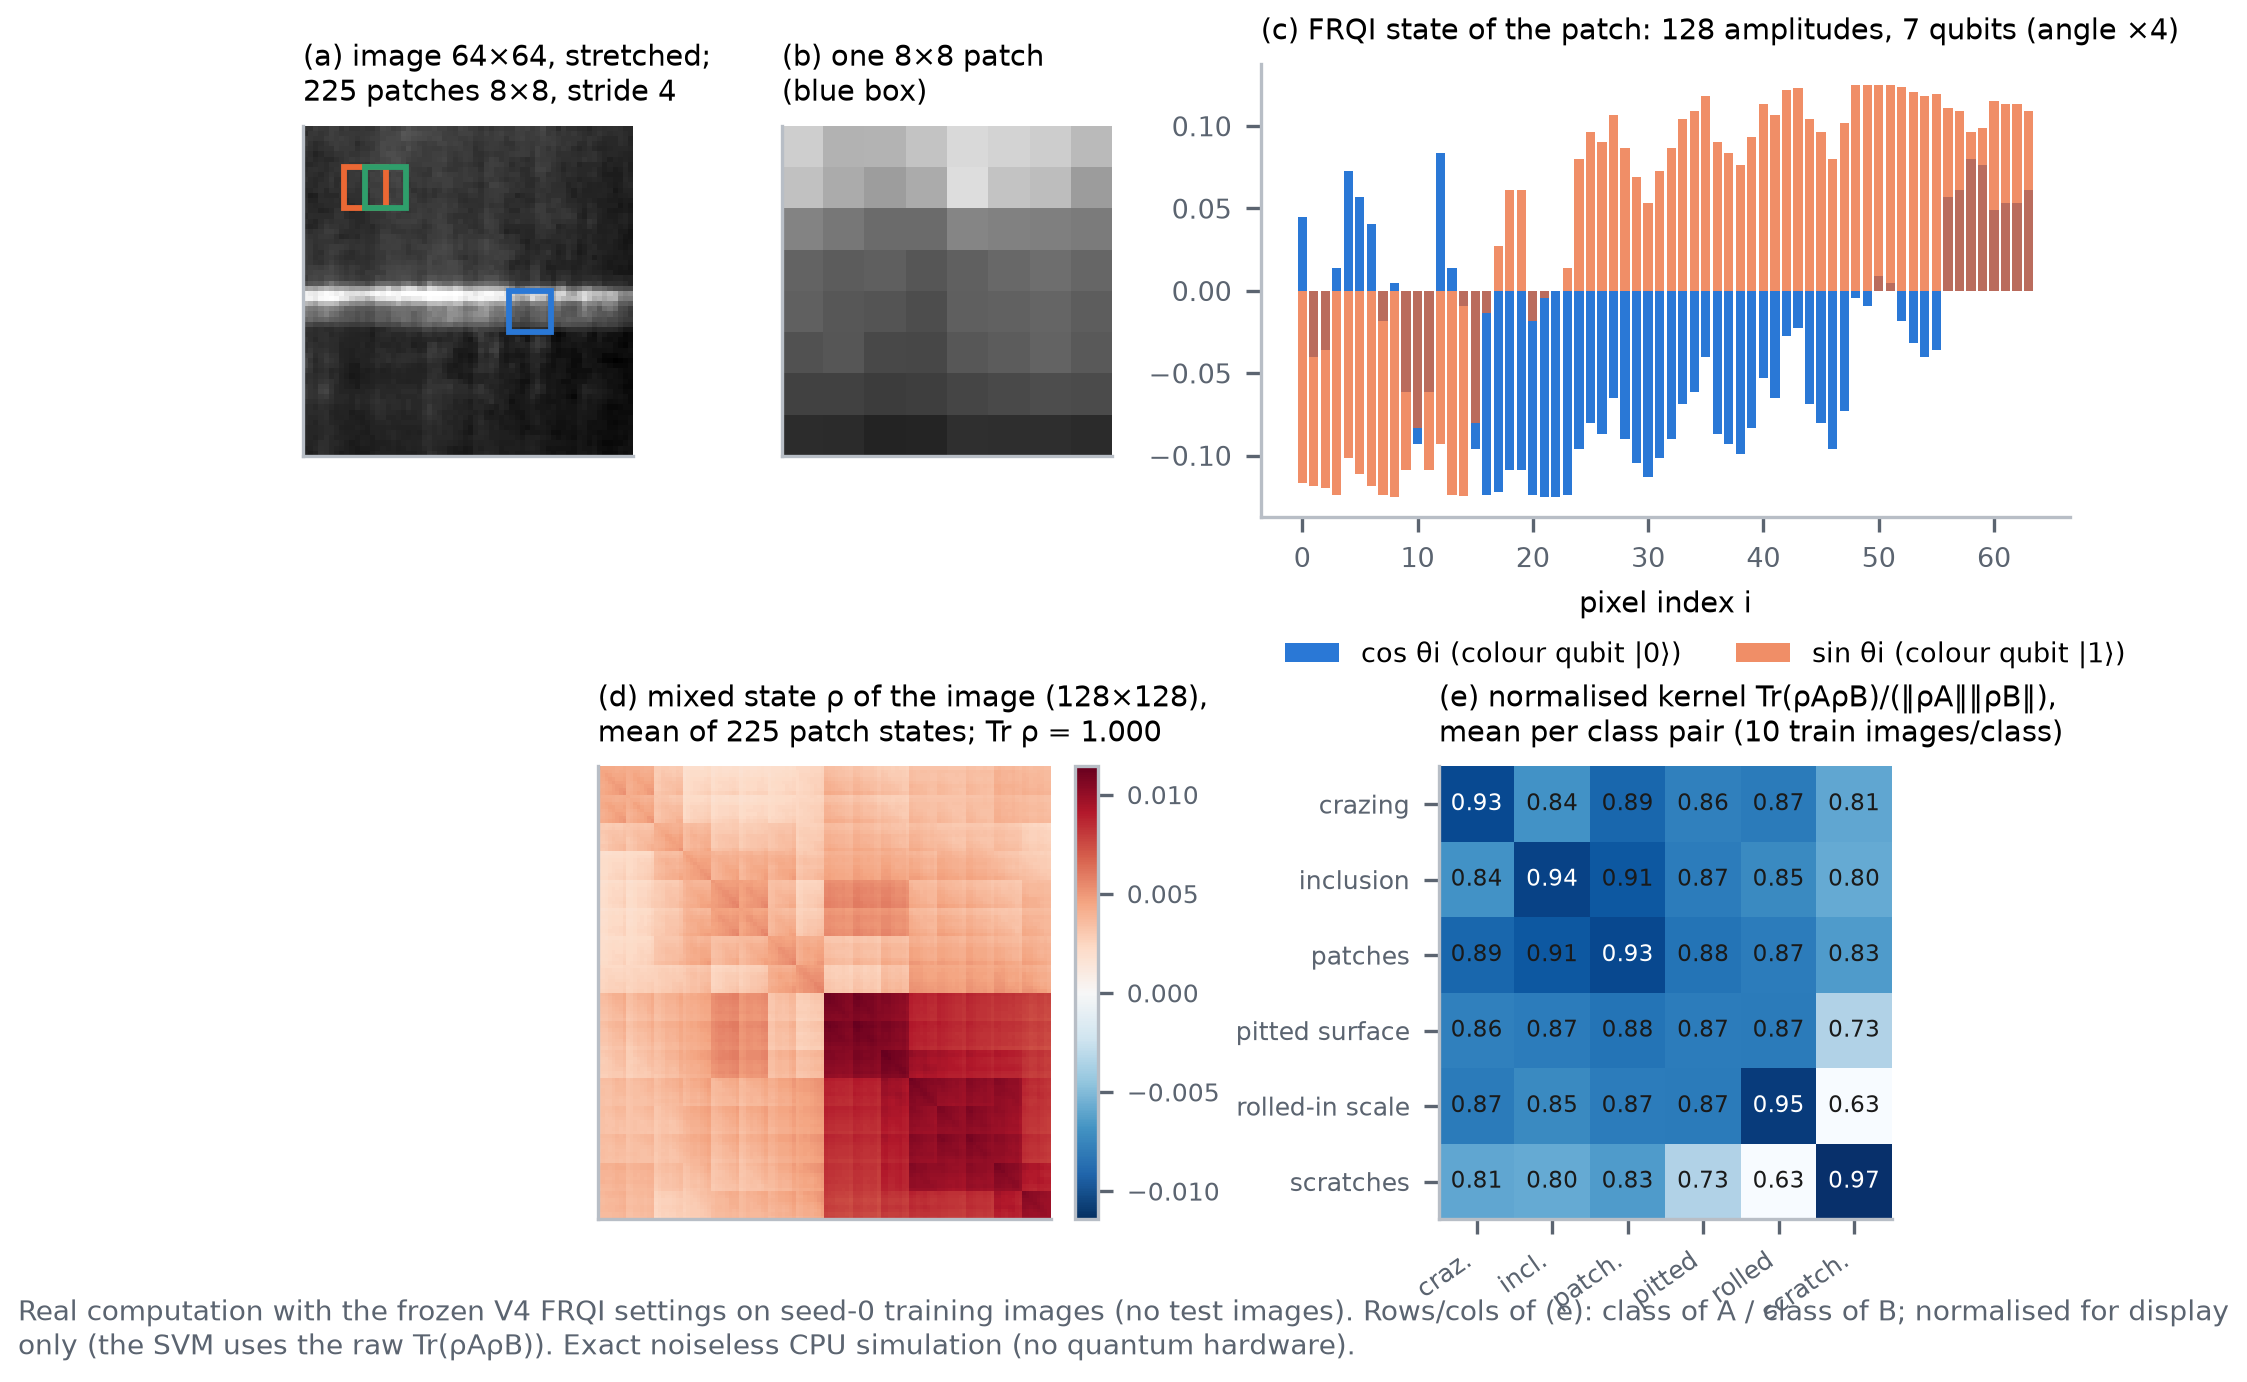 (a) image 64×64, stretched;
225 patches 8×8, stride 4
(b) one 8×8 patch
(blue box)
(c) FRQI state of the patch: 128 amplitudes, 7 qubits (angle ×4)
0.10
0.05
0.00
−0.05
−0.10
0 10 20 30 40 50 60
pixel index i
cos θi (colour qubit |0⟩) sin θi (colour qubit |1⟩)
(d) mixed state ρ of the image (128×128),
mean of 225 patch states; Tr ρ = 1.000
0.010
0.005
0.000
−0.005
−0.010
(e) normalised kernel Tr(ρAρB)/(‖ρA‖‖ρB‖),
mean per class pair (10 train images/class)
crazing 0.93 0.84 0.89 0.86 0.87 0.81
inclusion 0.84 0.94 0.91 0.87 0.85 0.80
patches 0.89 0.91 0.93 0.88 0.87 0.83
pitted surface 0.86 0.87 0.88 0.87 0.87 0.73
rolled-in scale 0.87 0.85 0.87 0.87 0.95 0.63
scratches 0.81 0.80 0.83 0.73 0.63 0.97
craz. incl. patch. pitted rolled scratch.
Real computation with the frozen V4 FRQI settings on seed-0 training images (no test images). Rows/cols of (e): class of A / class of B; normalised for display
only (the SVM uses the raw Tr(ρAρB)). Exact noiseless CPU simulation (no quantum hardware).